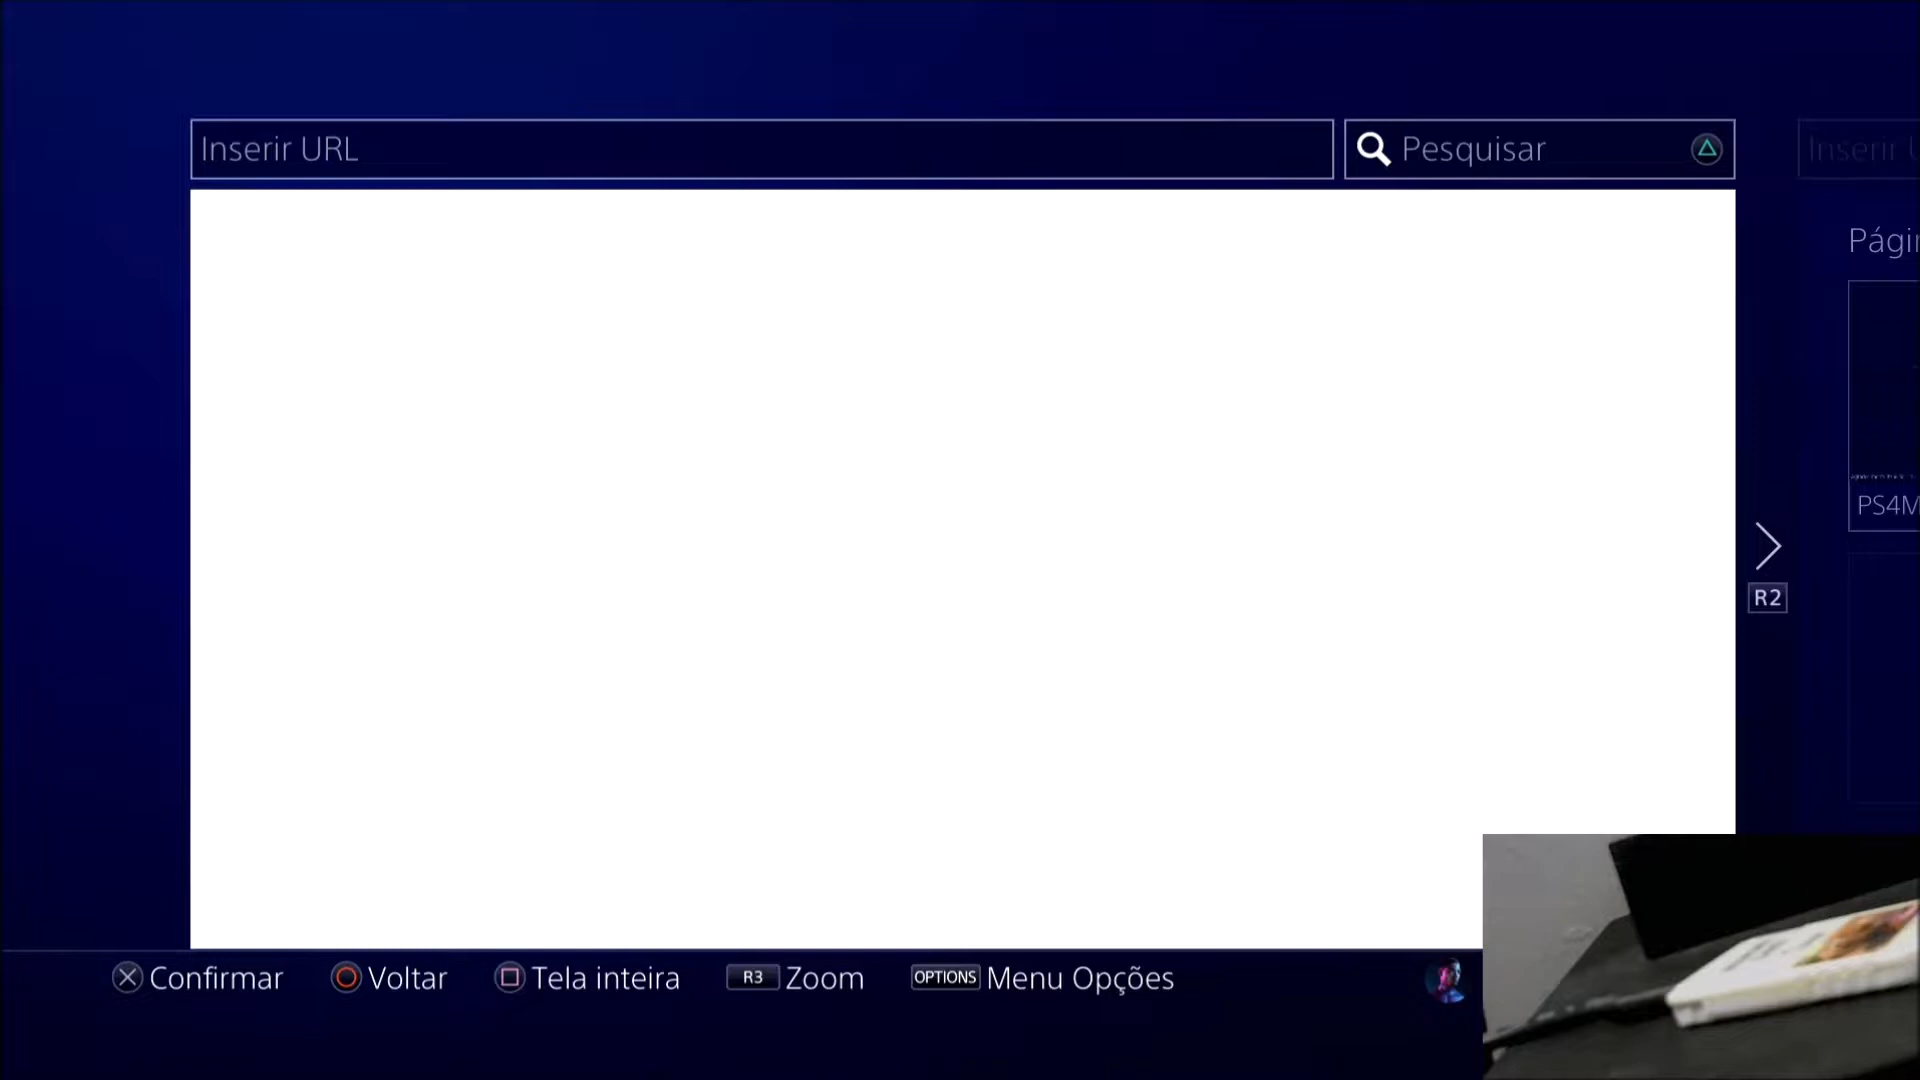 Inserir URL
Pesquisar
Inserir
Pági
PS4M
R2
Confirmar
Voltar
Tela inteira
R3 Zoom
OPTIONS Menu Opções